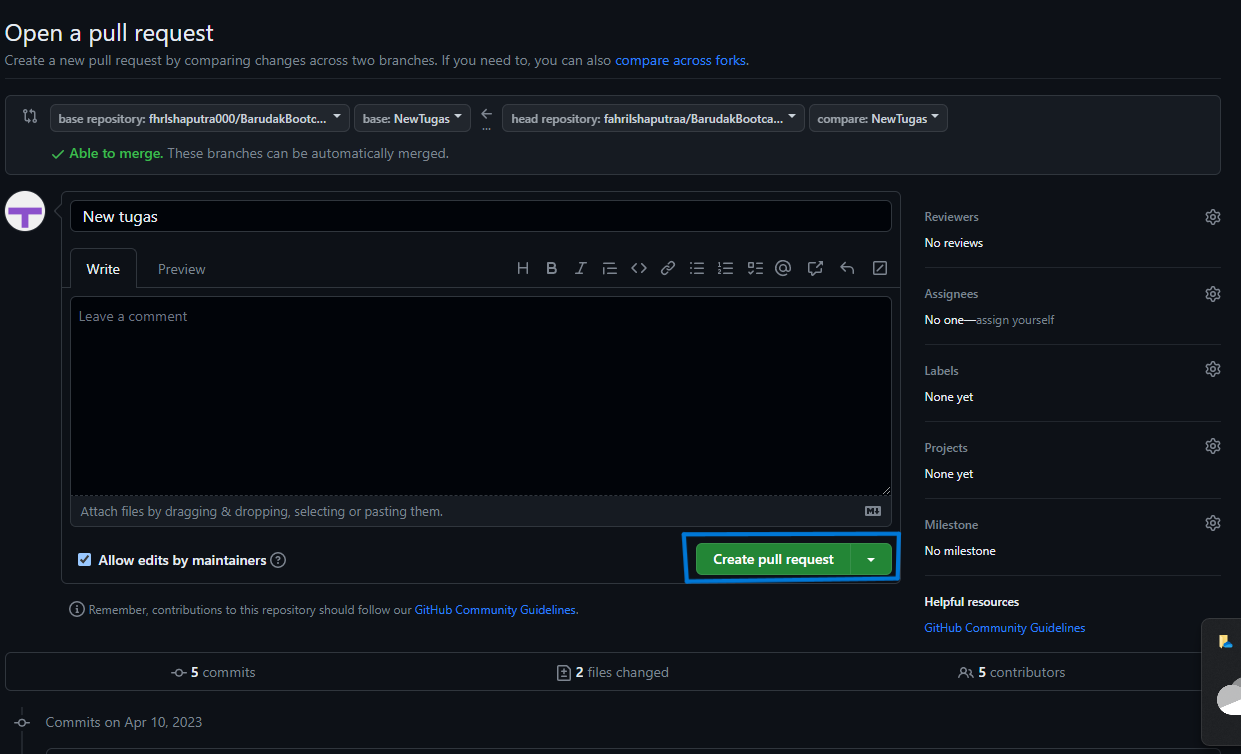 Open a pull request
Create a new pull request by comparing changes across two branches. If you need to, you can also compare across forks.
base repository: fhrlshaputra000/BarudakBootc... base: NewTugas ... head repository: fahrilshaputraa/BarudakBootca... compare: NewTugas
Able to merge. These branches can be automatically merged.
New tugas
Write Preview
Leave a comment
Attach files by dragging & dropping, selecting or pasting them.
Allow edits by maintainers
Create pull request
Remember, contributions to this repository should follow our GitHub Community Guidelines.
Reviewers
No reviews
Assignees
No one—assign yourself
Labels
None yet
Projects
None yet
Milestone
No milestone
Helpful resources
GitHub Community Guidelines
5 commits 2 files changed 5 contributors
Commits on Apr 10, 2023